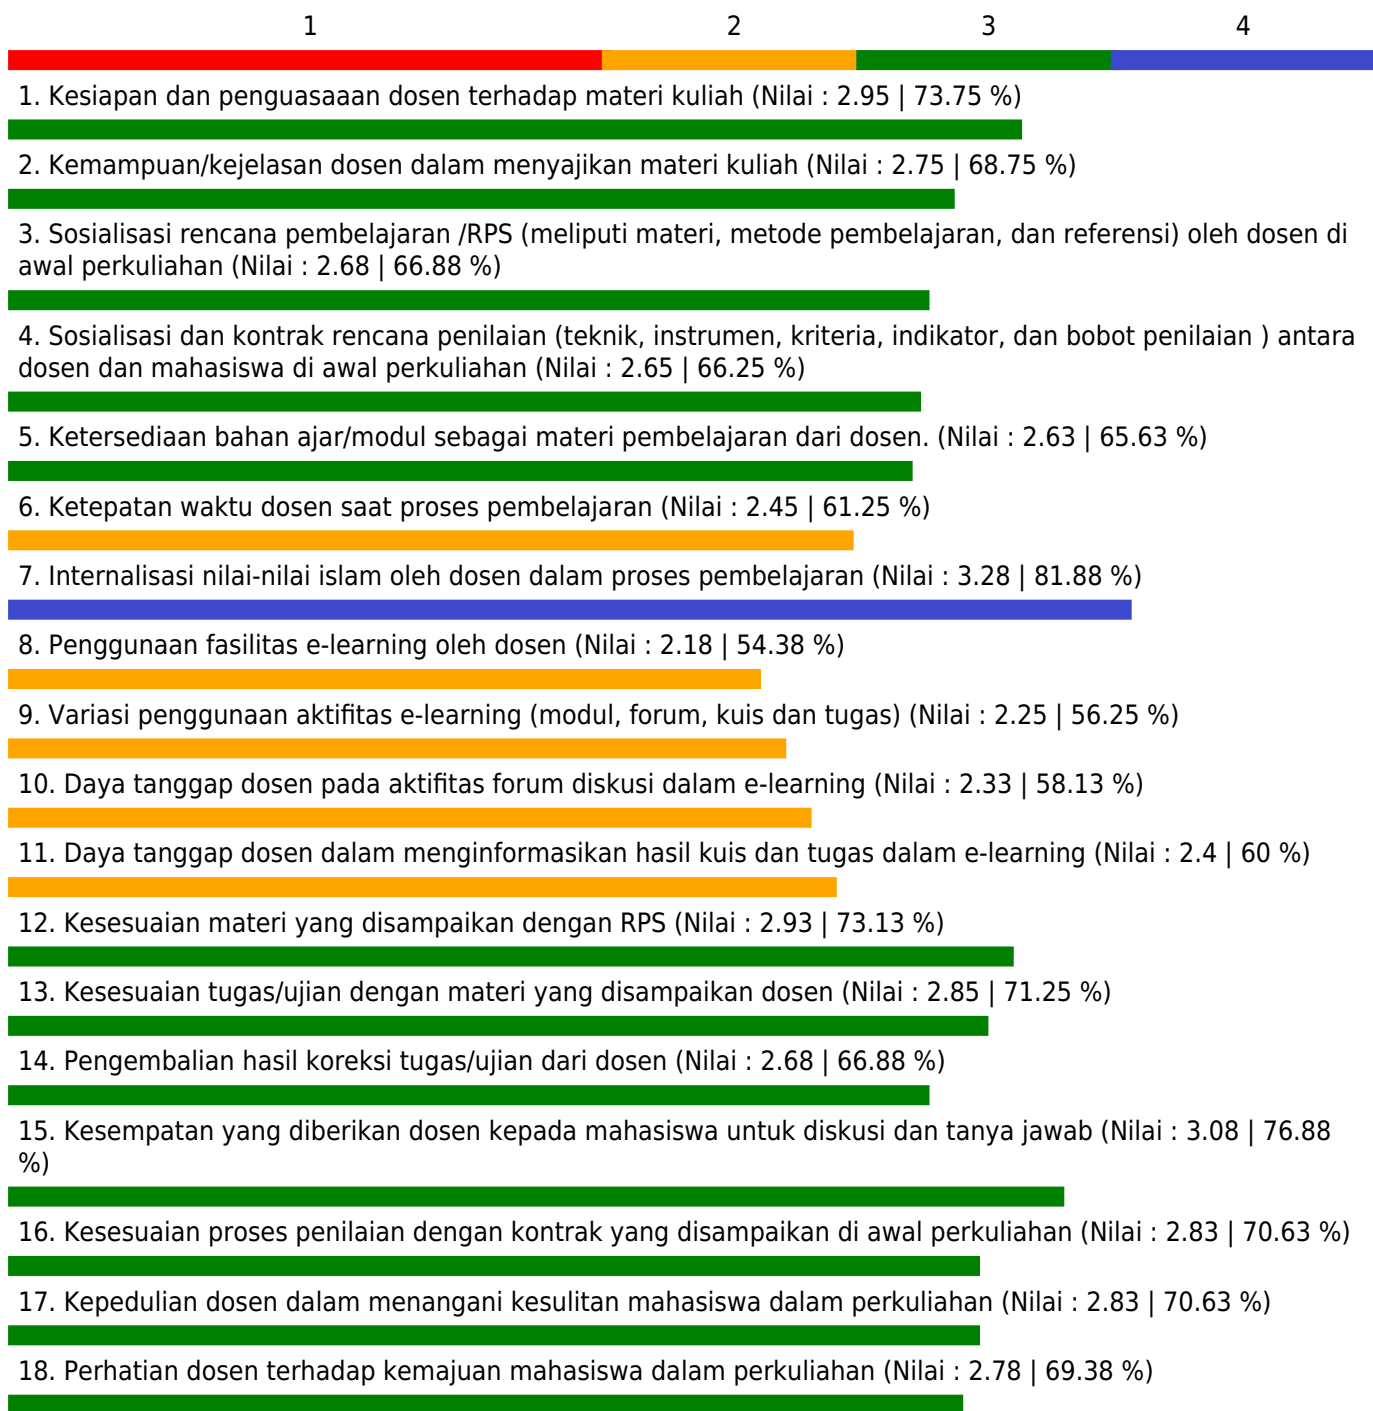 1 2 3 4
1. Kesiapan dan penguasaaan dosen terhadap materi kuliah (Nilai : 2.95 | 73.75 %)
2. Kemampuan/kejelasan dosen dalam menyajikan materi kuliah (Nilai : 2.75 | 68.75 %)
3. Sosialisasi rencana pembelajaran /RPS (meliputi materi, metode pembelajaran, dan referensi) oleh dosen di
awal perkuliahan (Nilai : 2.68 | 66.88 %)
4. Sosialisasi dan kontrak rencana penilaian (teknik, instrumen, kriteria, indikator, dan bobot penilaian ) antara
dosen dan mahasiswa di awal perkuliahan (Nilai : 2.65 | 66.25 %)
5. Ketersediaan bahan ajar/modul sebagai materi pembelajaran dari dosen. (Nilai : 2.63 | 65.63 %)
6. Ketepatan waktu dosen saat proses pembelajaran (Nilai : 2.45 | 61.25 %)
7. Internalisasi nilai-nilai islam oleh dosen dalam proses pembelajaran (Nilai : 3.28 | 81.88 %)
8. Penggunaan fasilitas e-learning oleh dosen (Nilai : 2.18 | 54.38 %)
9. Variasi penggunaan aktifitas e-learning (modul, forum, kuis dan tugas) (Nilai : 2.25 | 56.25 %)
10. Daya tanggap dosen pada aktifitas forum diskusi dalam e-learning (Nilai : 2.33 | 58.13 %)
11. Daya tanggap dosen dalam menginformasikan hasil kuis dan tugas dalam e-learning (Nilai : 2.4 | 60 %)
12. Kesesuaian materi yang disampaikan dengan RPS (Nilai : 2.93 | 73.13 %)
13. Kesesuaian tugas/ujian dengan materi yang disampaikan dosen (Nilai : 2.85 | 71.25 %)
14. Pengembalian hasil koreksi tugas/ujian dari dosen (Nilai : 2.68 | 66.88 %)
15. Kesempatan yang diberikan dosen kepada mahasiswa untuk diskusi dan tanya jawab (Nilai : 3.08 | 76.88
%)
16. Kesesuaian proses penilaian dengan kontrak yang disampaikan di awal perkuliahan (Nilai : 2.83 | 70.63 %)
17. Kepedulian dosen dalam menangani kesulitan mahasiswa dalam perkuliahan (Nilai : 2.83 | 70.63 %)
18. Perhatian dosen terhadap kemajuan mahasiswa dalam perkuliahan (Nilai : 2.78 | 69.38 %)